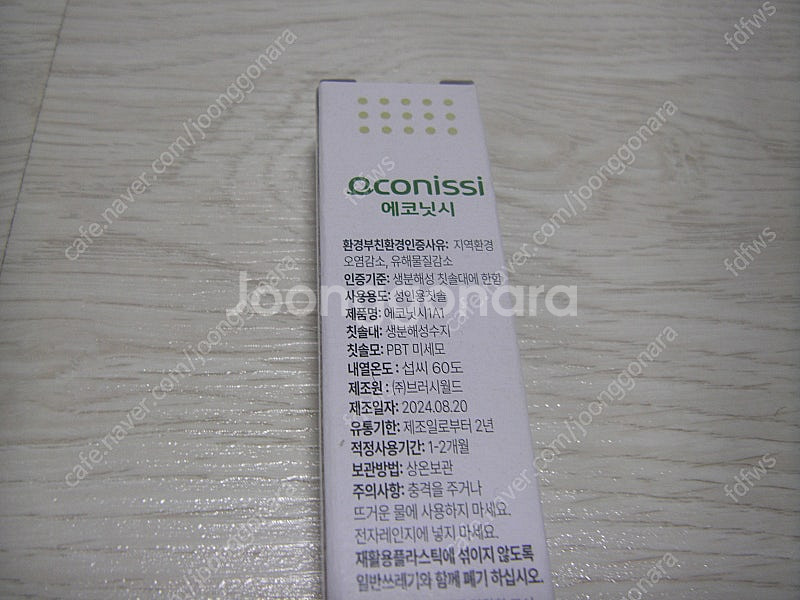 econissi
에코닛시
환경부친환경인증사유: 지역환경
오염감소, 유해물질감소
인증기준: 생분해성 칫솔대에 한함
사용용도: 성인용칫솔
제품명: 에코닛시1A1
칫솔대: 생분해성수지
칫솔모: PBT 미세모
내열온도: 섭씨 60도
제조원: ㈜브러시월드
제조일자: 2024.08.20
유통기한: 제조일로부터 2년
적정사용기간: 1-2개월
보관방법: 상온보관
주의사항: 충격을 주거나
뜨거운 물에 사용하지 마세요.
전자레인지에 넣지 마세요.
재활용플라스틱에 섞이지 않도록
일반쓰레기와 함께 폐기 하십시오.
Joonggonara
cafe.naver.com/joonggonara
fdfws